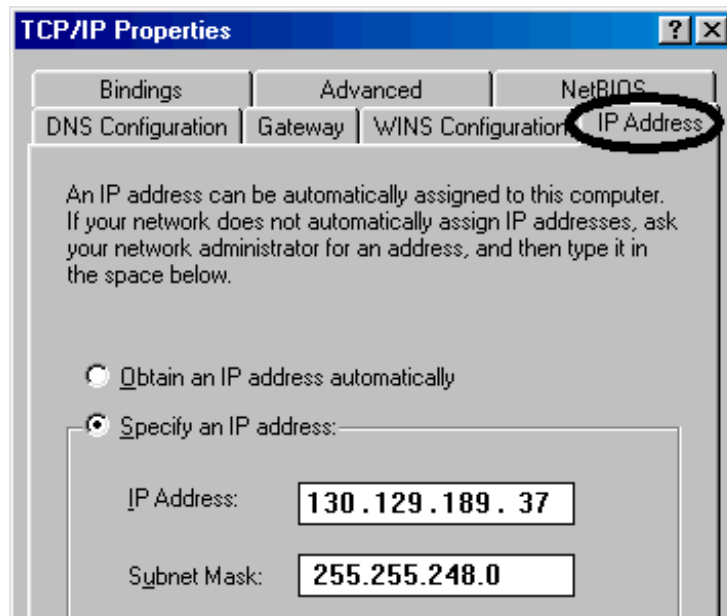 TCP/IP Properties
? X
Bindings Advanced NetBIOS
DNS Configuration Gateway WINS Configuration IP Address
An IP address can be automatically assigned to this computer.
If your network does not automatically assign IP addresses, ask
your network administrator for an address, and then type it in
the space below.
Obtain an IP address automatically
Specify an IP address:
IP Address: 130.129.189. 37
Subnet Mask: 255.255.248.0